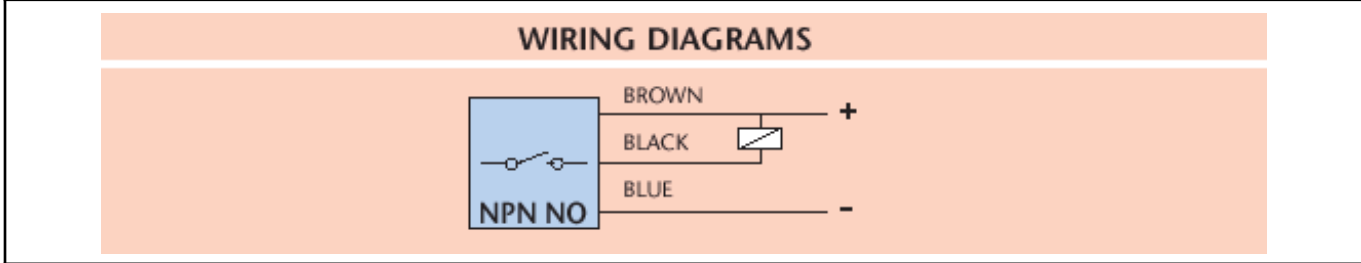 WIRING DIAGRAMS
BROWN
+
BLACK
BLUE
NPN NO
-